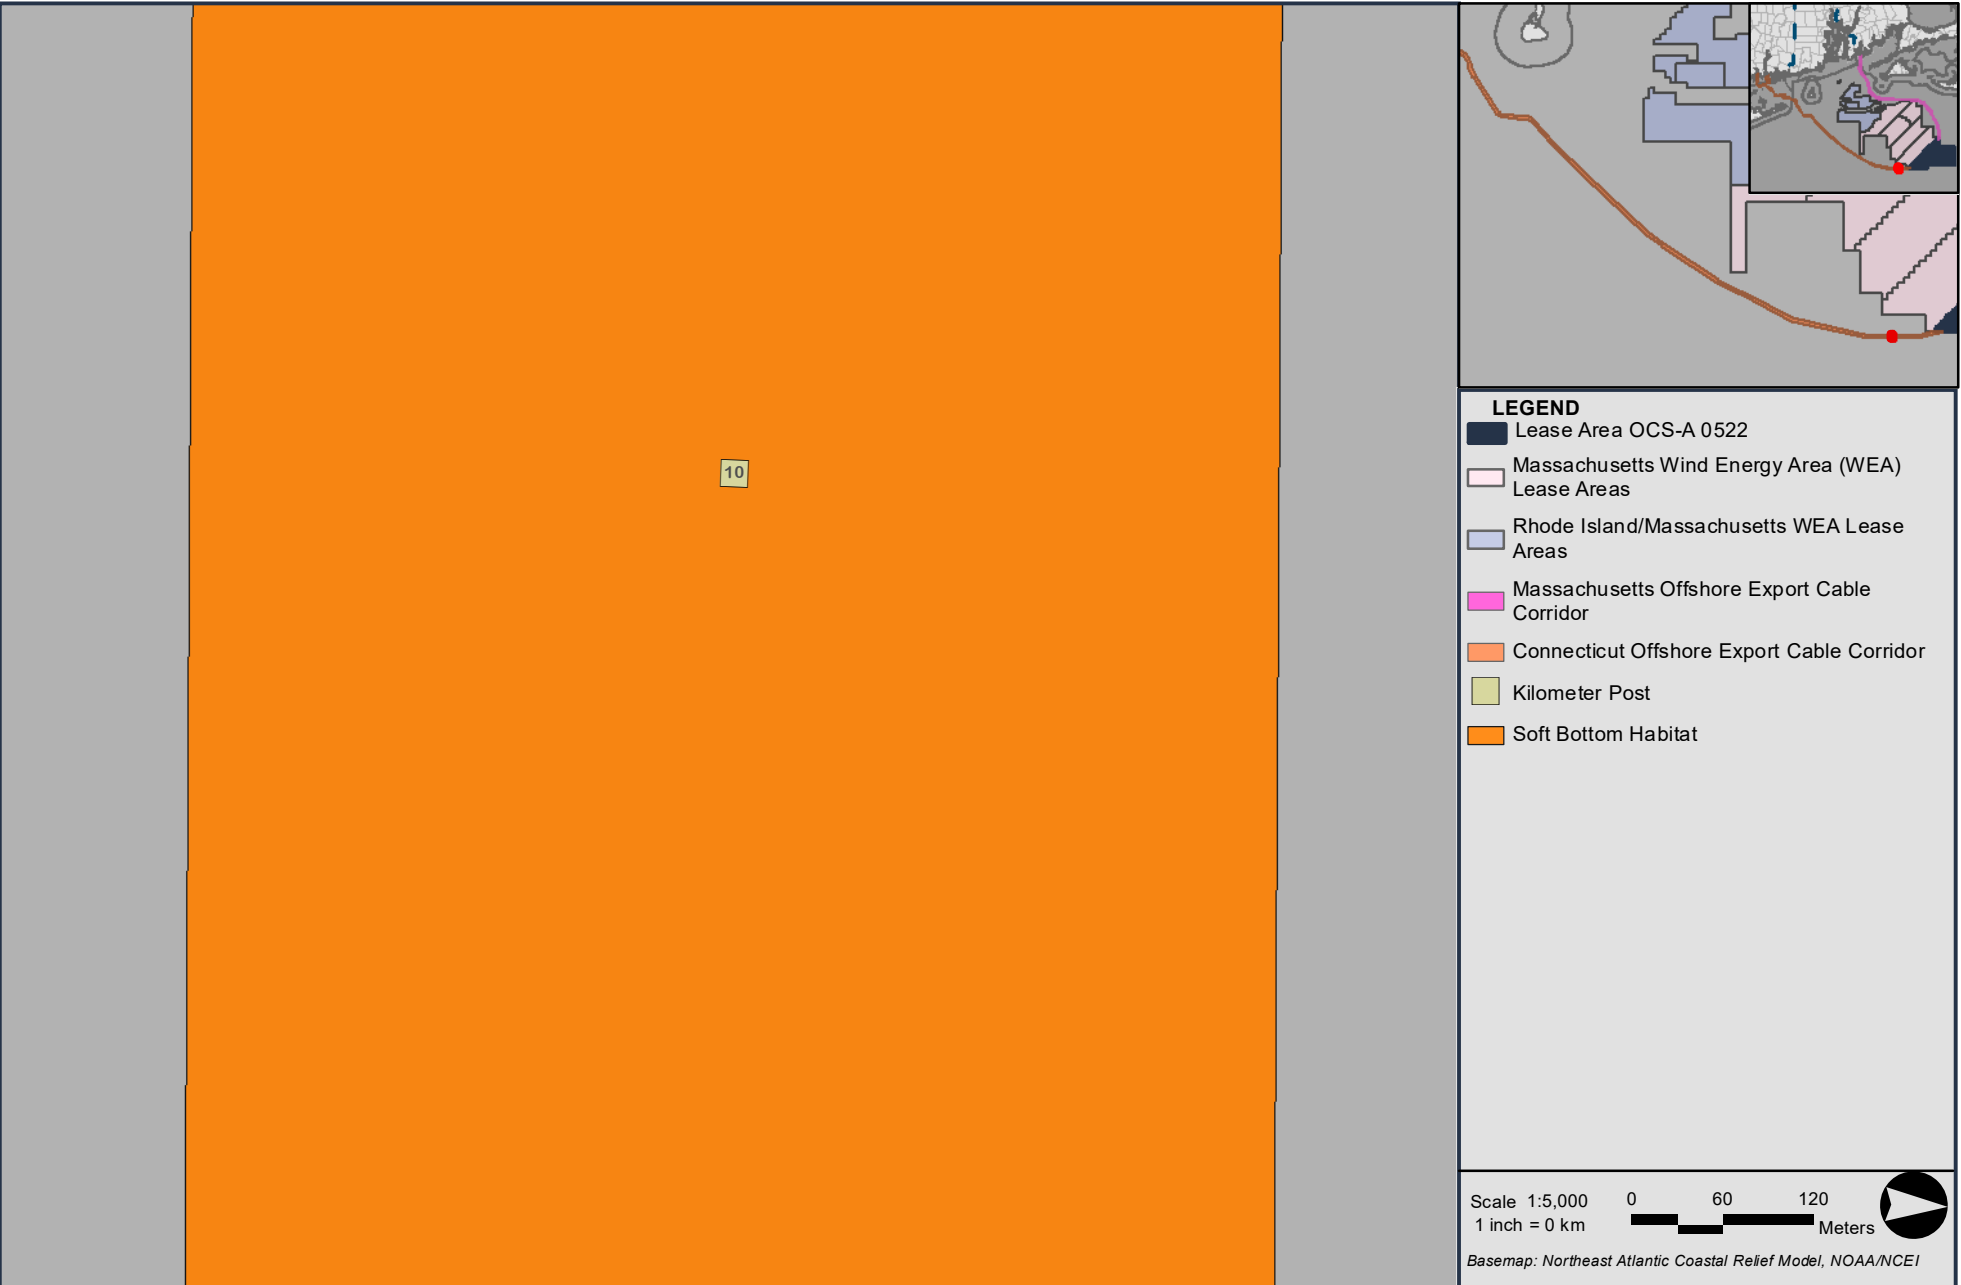 10
LEGEND
Lease Area OCS-A 0522
Massachusetts Wind Energy Area (WEA)
Lease Areas
Rhode Island/Massachusetts WEA Lease
Areas
Massachusetts Offshore Export Cable
Corridor
Connecticut Offshore Export Cable Corridor
Kilometer Post
Soft Bottom Habitat
Scale 1:5,000
1 inch = 0 km
0 60 120
Meters
Basemap: Northeast Atlantic Coastal Relief Model, NOAA/NCEI